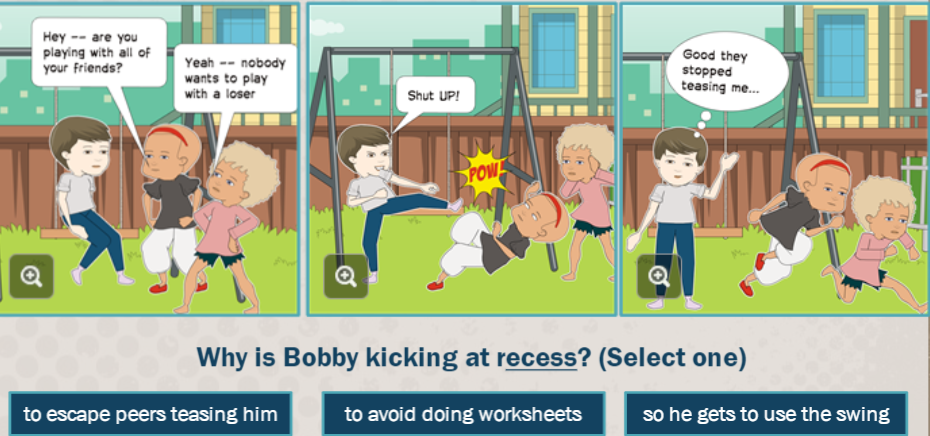 Hey -- are you
playing with all of
your friends?
Yeah -- nobody
wants to play
with a loser
Shut UP!
POW
Good they
stopped
teasing me...
Why is Bobby kicking at recess? (Select one)
to escape peers teasing him
to avoid doing worksheets
so he gets to use the swing